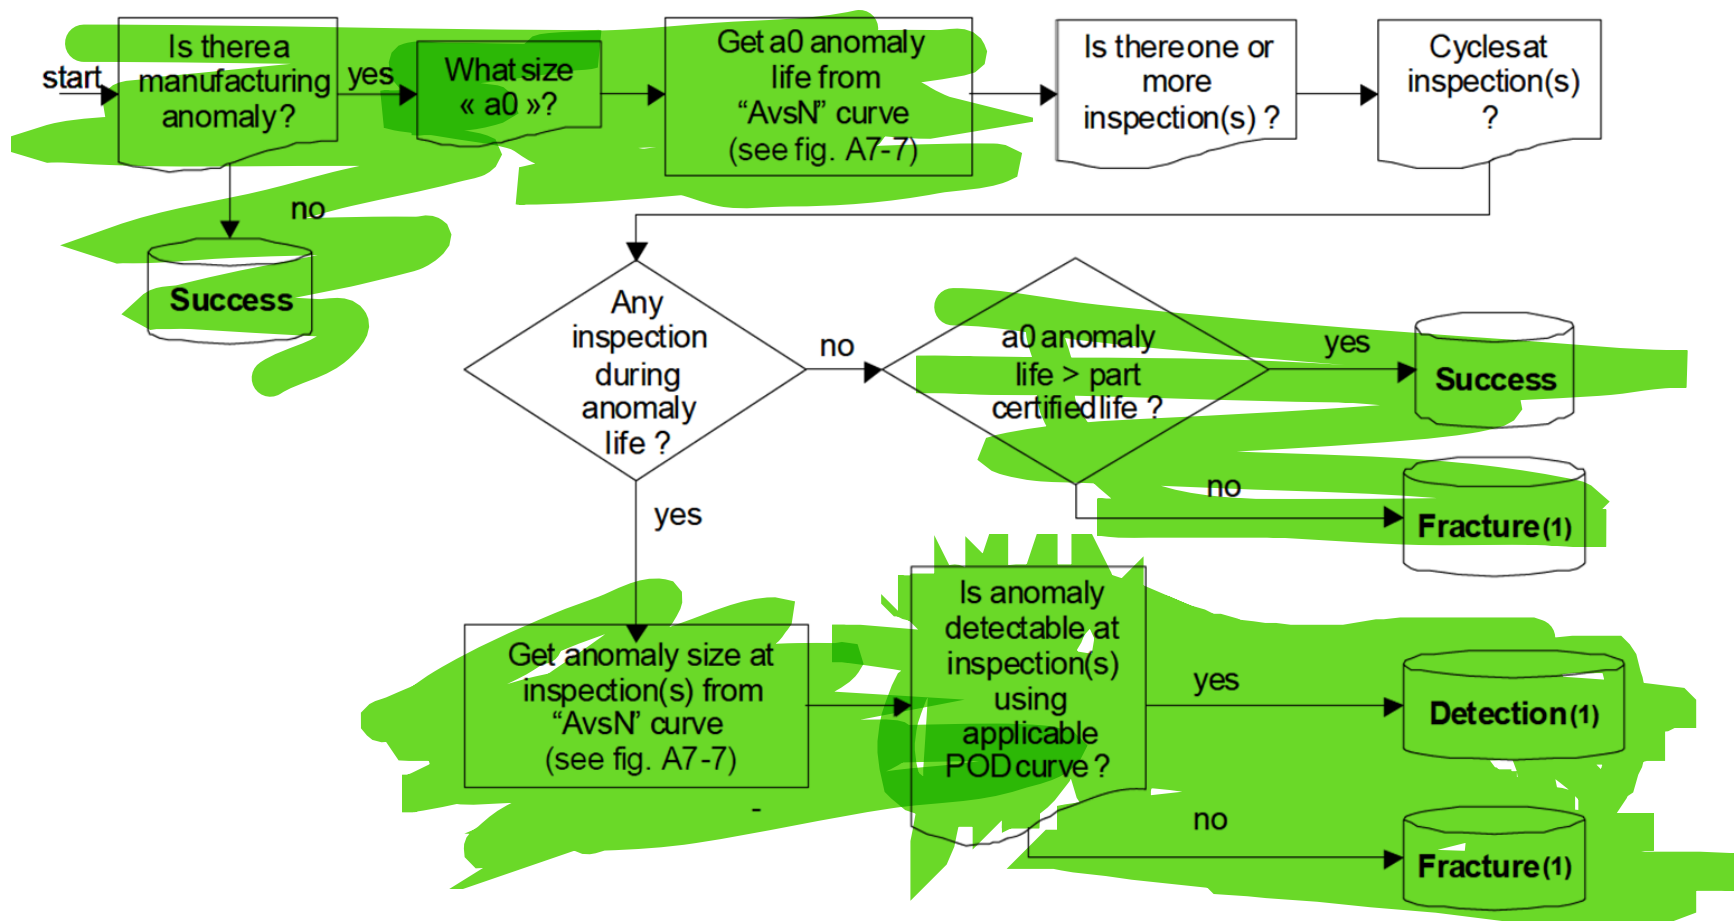 start
Is there a
manufacturing
anomaly?
yes
What size
« a0 »?
Get a0 anomaly
life from
“AvsN” curve
(see fig. A7-7)
Is there one or
more
inspection(s) ?
Cycles at
inspection(s)
?
no
Success
Any
inspection
during
anomaly
life ?
no
a0 anomaly
life > part
certified life ?
yes
Success
no
Fracture(1)
yes
Get anomaly size at
inspection(s) from
“AvsN” curve
(see fig. A7-7)
-
Is anomaly
detectable at
inspection(s)
using
applicable
POD curve ?
yes
Detection(1)
no
Fracture(1)